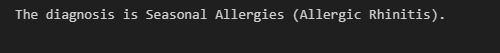 The diagnosis is Seasonal Allergies (Allergic Rhinitis).